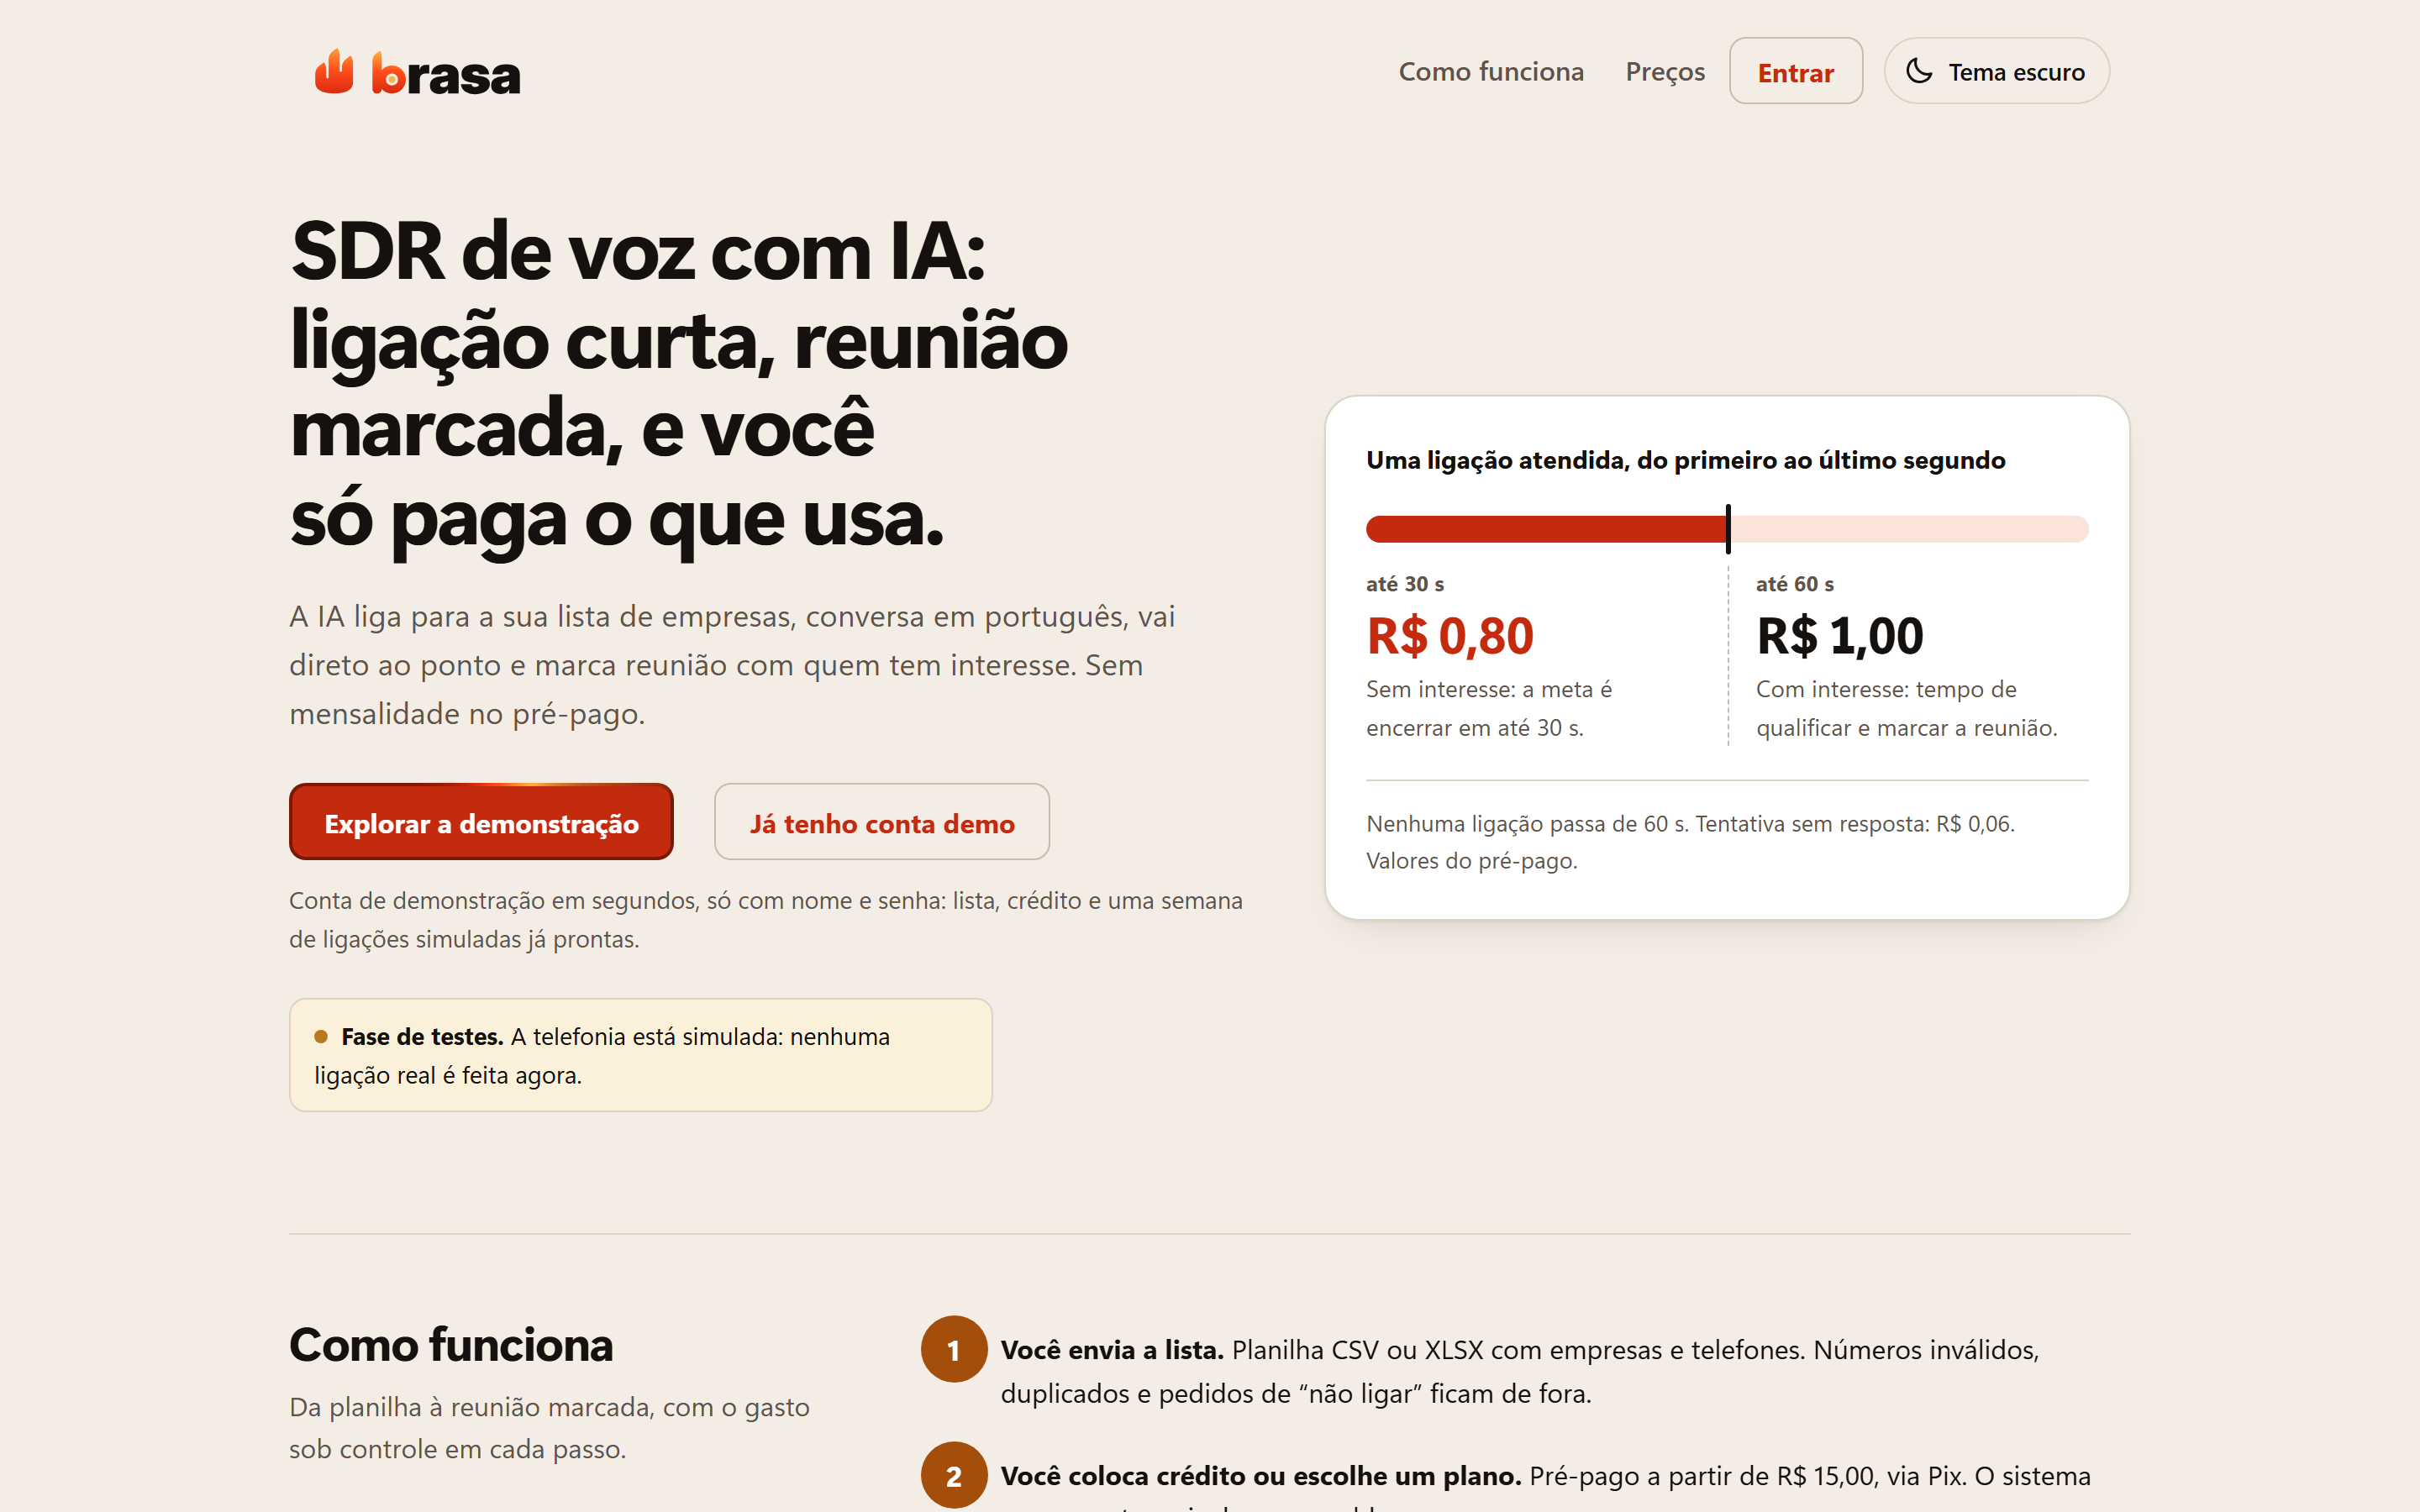 brasa
Como funciona
Preços
Entrar
Tema escuro
SDR de voz com IA:
ligação curta, reunião
marcada, e você
só paga o que usa.
A IA liga para a sua lista de empresas, conversa em português, vai
direto ao ponto e marca reunião com quem tem interesse. Sem
mensalidade no pré-pago.
Explorar a demonstração
Já tenho conta demo
Conta de demonstração em segundos, só com nome e senha: lista, crédito e uma semana
de ligações simuladas já prontas.
Fase de testes. A telefonia está simulada: nenhuma
ligação real é feita agora.
Uma ligação atendida, do primeiro ao último segundo
até 30 s
R$ 0,80
Sem interesse: a meta é
encerrar em até 30 s.
até 60 s
R$ 1,00
Com interesse: tempo de
qualificar e marcar a reunião.
Nenhuma ligação passa de 60 s. Tentativa sem resposta: R$ 0,06.
Valores do pré-pago.
Como funciona
Da planilha à reunião marcada, com o gasto
sob controle em cada passo.
1
Você envia a lista. Planilha CSV ou XLSX com empresas e telefones. Números inválidos,
duplicados e pedidos de “não ligar” ficam de fora.
2
Você coloca crédito ou escolhe um plano. Pré-pago a partir de R$ 15,00, via Pix. O sistema